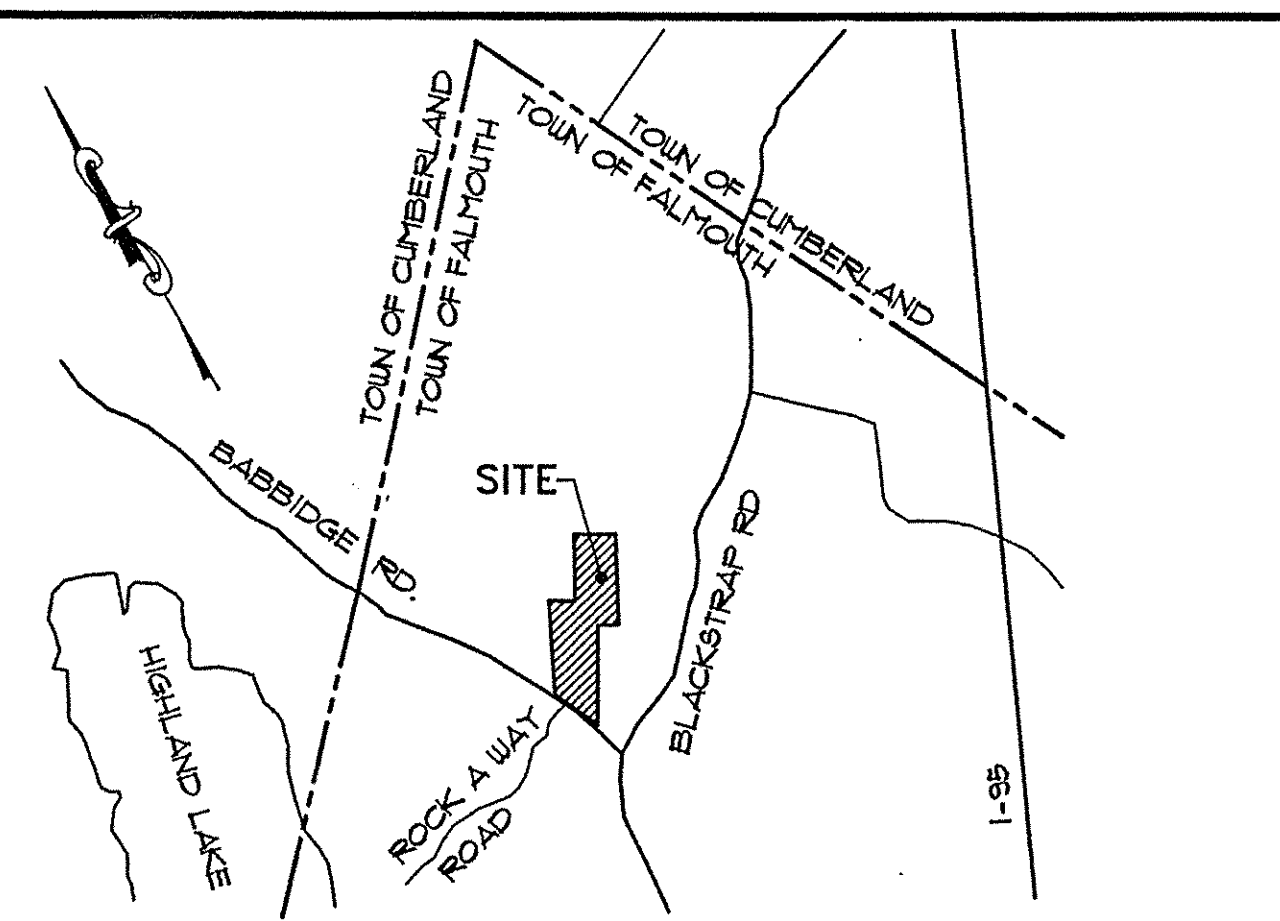 TOWN OF CUMBERLAND
TOWN OF FALMOUTH
TOWN OF CUMBERLAND
TOWN OF FALMOUTH
BABBIDGE RD.
SITE
BLACKSTRAP RD
HIGHLAND LAKE
ROCK A WAY
ROAD
I-95